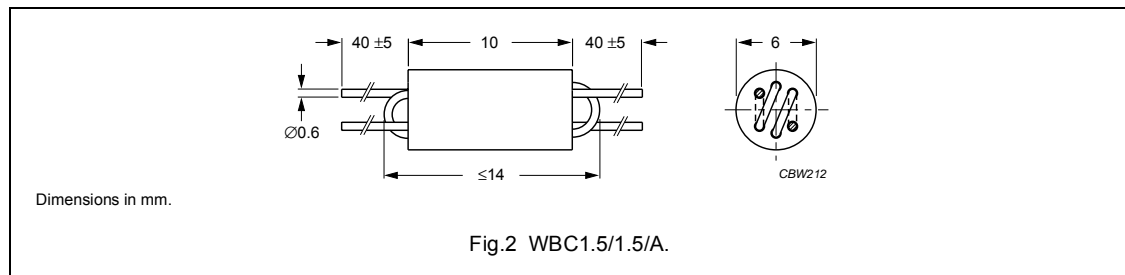 40 ±5 10 40 ±5 6
∅0.6
≤14
CBW212
Dimensions in mm.
Fig.2 WBC1.5/1.5/A.